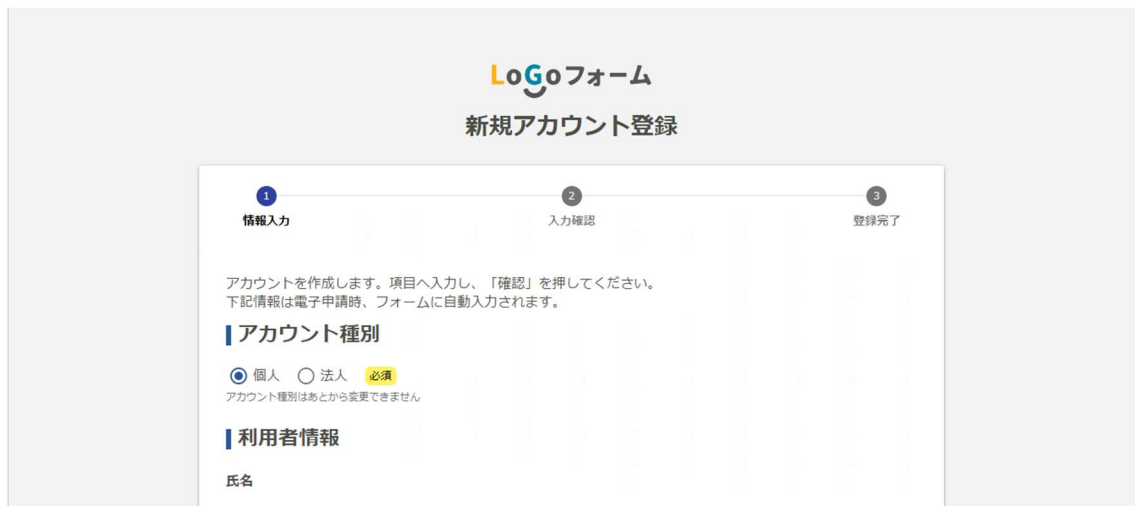 LoGoフォーム
新規アカウント登録
1
2
3
情報入力
入力確認
登録完了
アカウントを作成します。項目へ入力し、「確認」を押してください。
下記情報は電子申請時、フォームに自動入力されます。
アカウント種別
個人 法人 必須
アカウント種別はあとから変更できません
利用者情報
氏名